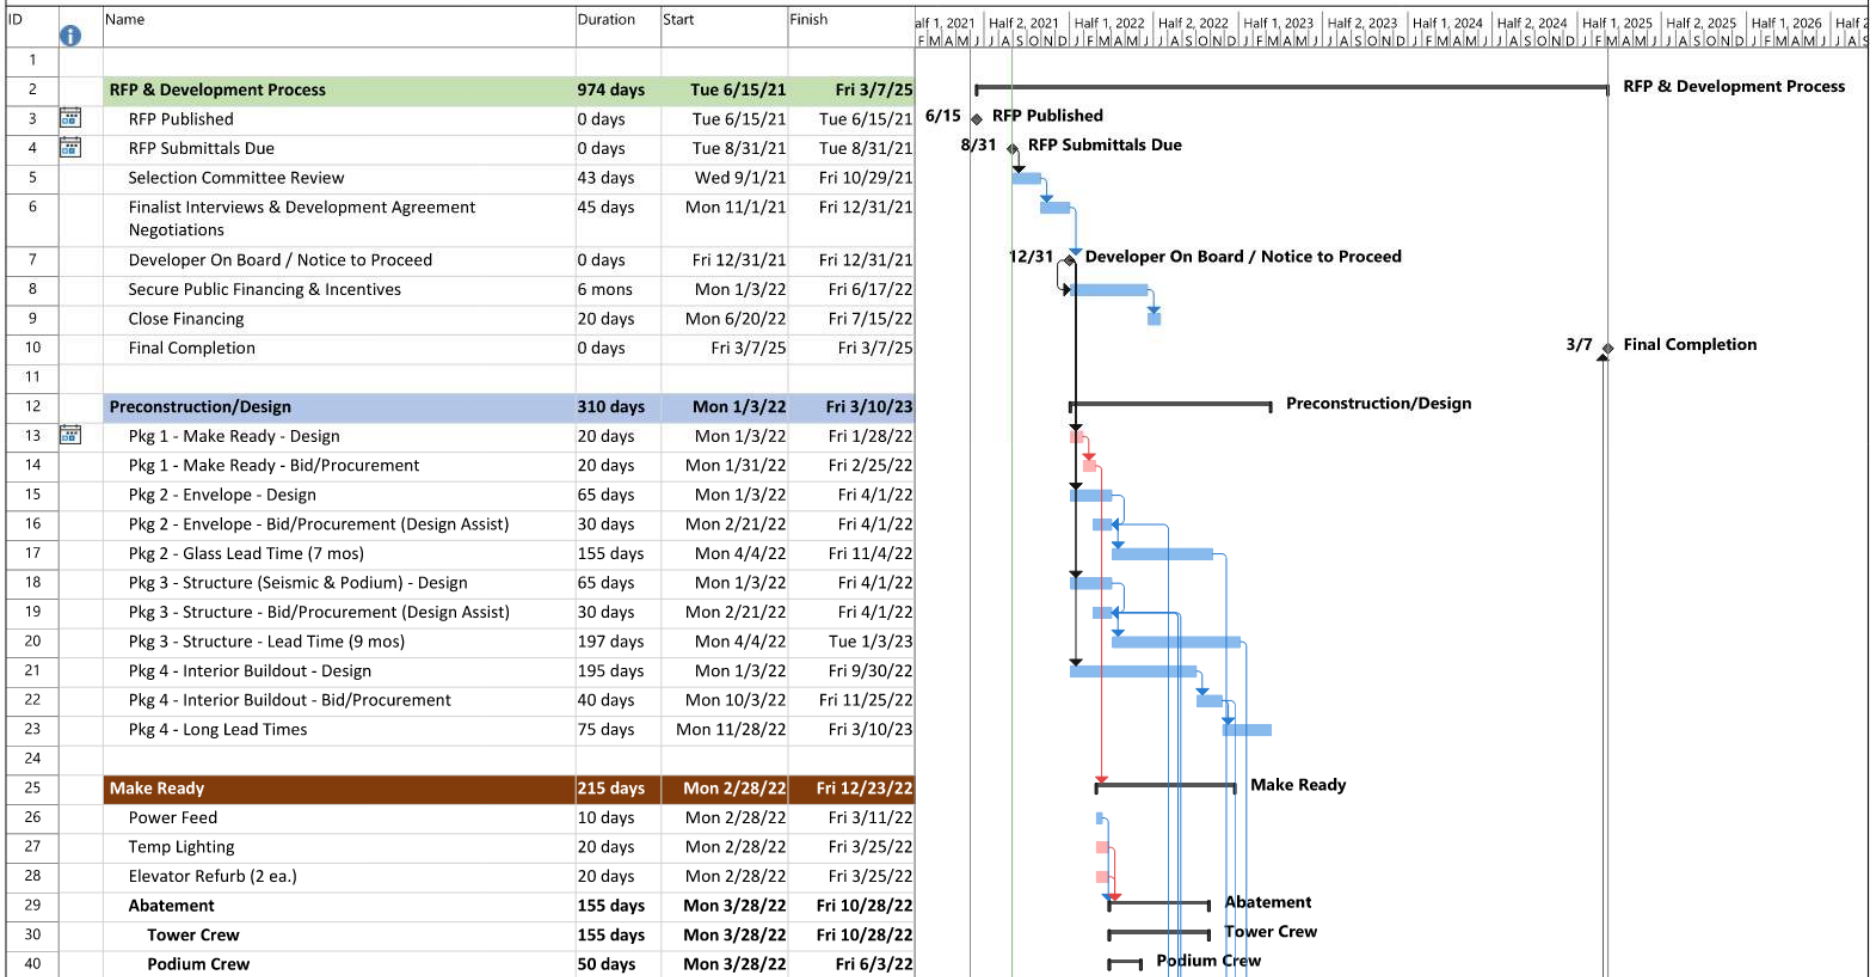 ID Name Duration Start Finish
alf 1, 2021 Half 2, 2021 Half 1, 2022 Half 2, 2022 Half 1, 2023 Half 2, 2023 Half 1, 2024 Half 2, 2024 Half 1, 2025 Half 2, 2025 Half 1, 2026 Half 2
F M A M J J A S O N D J F M A M J J A S O N D J F M A M J J A S O N D J F M A M J J A S O N D J F M A M J J A S O N D J F M A M J J A S
1
2 RFP & Development Process 974 days Tue 6/15/21 Fri 3/7/25 RFP & Development Process
3 RFP Published 0 days Tue 6/15/21 Tue 6/15/21 6/15 RFP Published
4 RFP Submittals Due 0 days Tue 8/31/21 Tue 8/31/21 8/31 RFP Submittals Due
5 Selection Committee Review 43 days Wed 9/1/21 Fri 10/29/21
6 Finalist Interviews & Development Agreement 45 days Mon 11/1/21 Fri 12/31/21
Negotiations
7 Developer On Board / Notice to Proceed 0 days Fri 12/31/21 Fri 12/31/21 12/31 Developer On Board / Notice to Proceed
8 Secure Public Financing & Incentives 6 mons Mon 1/3/22 Fri 6/17/22
9 Close Financing 20 days Mon 6/20/22 Fri 7/15/22
10 Final Completion 0 days Fri 3/7/25 Fri 3/7/25 3/7 Final Completion
11
12 Preconstruction/Design 310 days Mon 1/3/22 Fri 3/10/23 Preconstruction/Design
13 Pkg 1 - Make Ready - Design 20 days Mon 1/3/22 Fri 1/28/22
14 Pkg 1 - Make Ready - Bid/Procurement 20 days Mon 1/31/22 Fri 2/25/22
15 Pkg 2 - Envelope - Design 65 days Mon 1/3/22 Fri 4/1/22
16 Pkg 2 - Envelope - Bid/Procurement (Design Assist) 30 days Mon 2/21/22 Fri 4/1/22
17 Pkg 2 - Glass Lead Time (7 mos) 155 days Mon 4/4/22 Fri 11/4/22
18 Pkg 3 - Structure (Seismic & Podium) - Design 65 days Mon 1/3/22 Fri 4/1/22
19 Pkg 3 - Structure - Bid/Procurement (Design Assist) 30 days Mon 2/21/22 Fri 4/1/22
20 Pkg 3 - Structure - Lead Time (9 mos) 197 days Mon 4/4/22 Tue 1/3/23
21 Pkg 4 - Interior Buildout - Design 195 days Mon 1/3/22 Fri 9/30/22
22 Pkg 4 - Interior Buildout - Bid/Procurement 40 days Mon 10/3/22 Fri 11/25/22
23 Pkg 4 - Long Lead Times 75 days Mon 11/28/22 Fri 3/10/23
24
25 Make Ready 215 days Mon 2/28/22 Fri 12/23/22 Make Ready
26 Power Feed 10 days Mon 2/28/22 Fri 3/11/22
27 Temp Lighting 20 days Mon 2/28/22 Fri 3/25/22
28 Elevator Refurb (2 ea.) 20 days Mon 2/28/22 Fri 3/25/22
29 Abatement 155 days Mon 3/28/22 Fri 10/28/22 Abatement
30 Tower Crew 155 days Mon 3/28/22 Fri 10/28/22 Tower Crew
40 Podium Crew 50 days Mon 3/28/22 Fri 6/3/22 Podium Crew